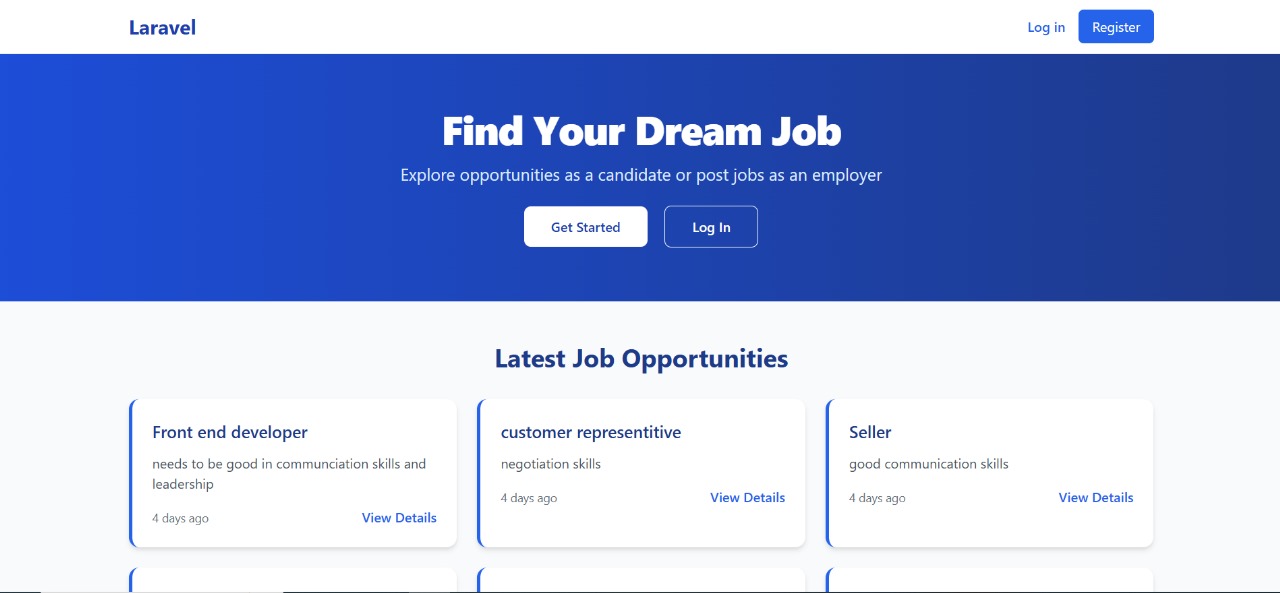 Laravel
Log in
Register
Find Your Dream Job
Explore opportunities as a candidate or post jobs as an employer
Get Started
Log In
Latest Job Opportunities
Front end developer
needs to be good in communciation skills and
leadership
4 days ago
View Details
customer representitive
negotiation skills
4 days ago
View Details
Seller
good communication skills
4 days ago
View Details